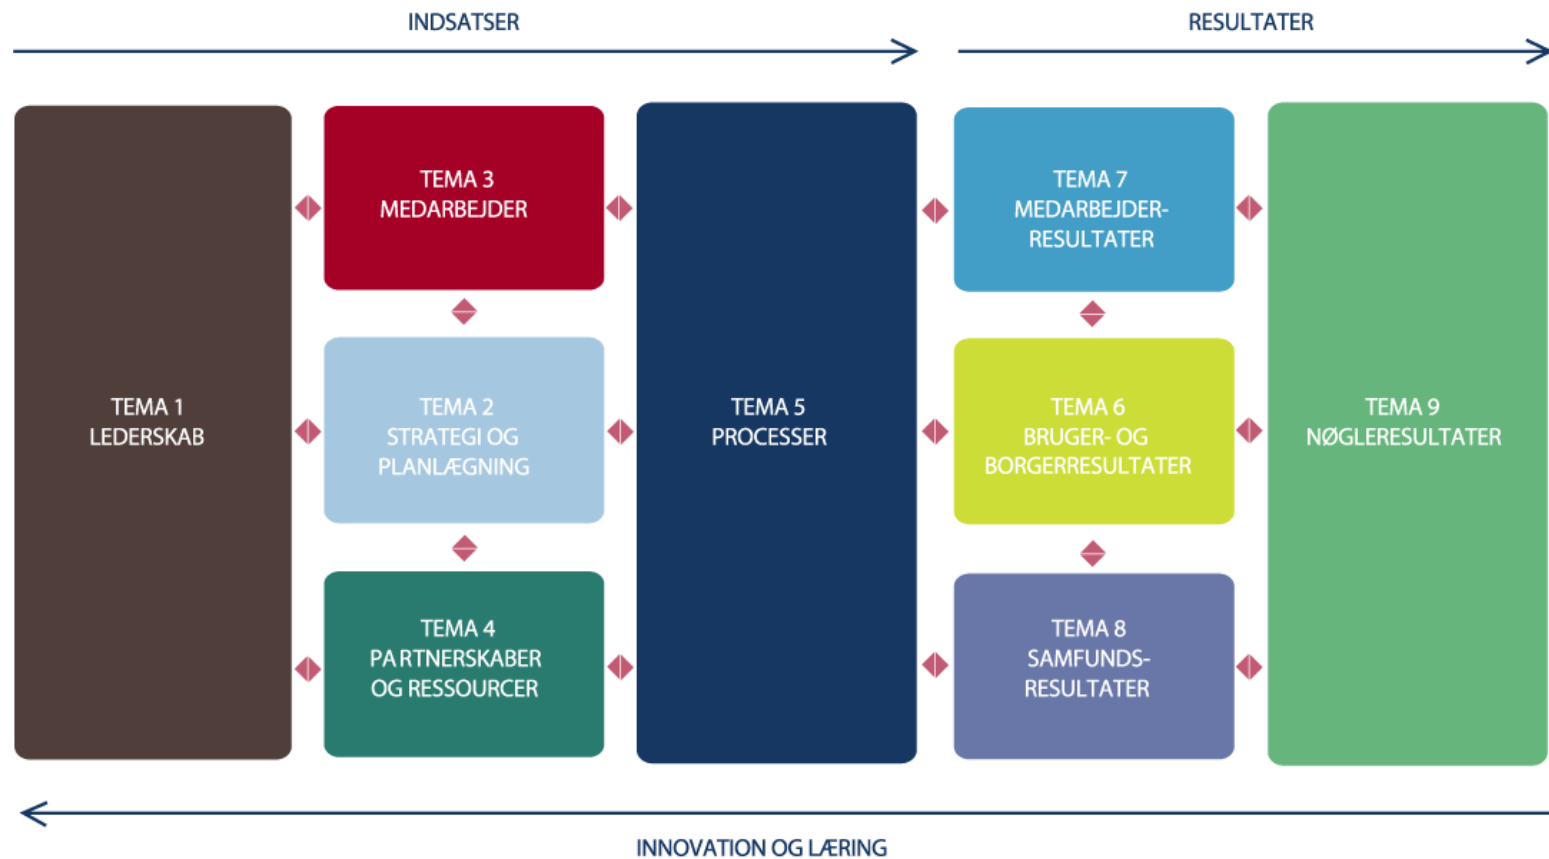 INDSATSER
RESULTATER
TEMA 1
LEDERSKAB
TEMA 3
MEDARBEJDER
TEMA 2
STRATEGI OG
PLANLÆGNING
TEMA 4
PARTNERSKABER
OG RESSOURCER
TEMA 5
PROCESSER
TEMA 7
MEDARBEJDER-
RESULTATER
TEMA 6
BRUGER- OG
BORGERRESULTATER
TEMA 8
SAMFUNDS-
RESULTATER
TEMA 9
NØGLERESULTATER
INNOVATION OG LÆRING